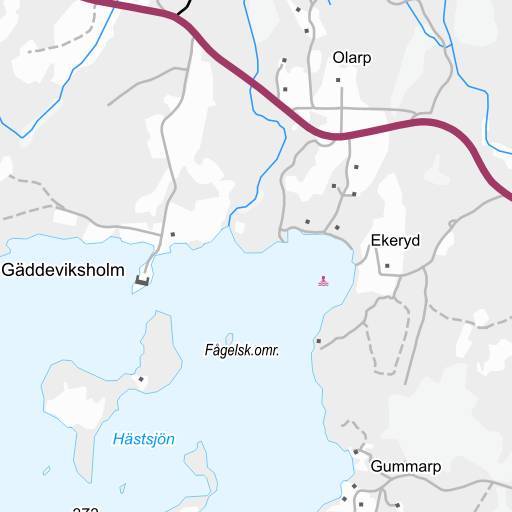 Olarp
Ekeryd
Gäddeviksholm
Fågelsk.omr.
Hästsjön
Gummarp